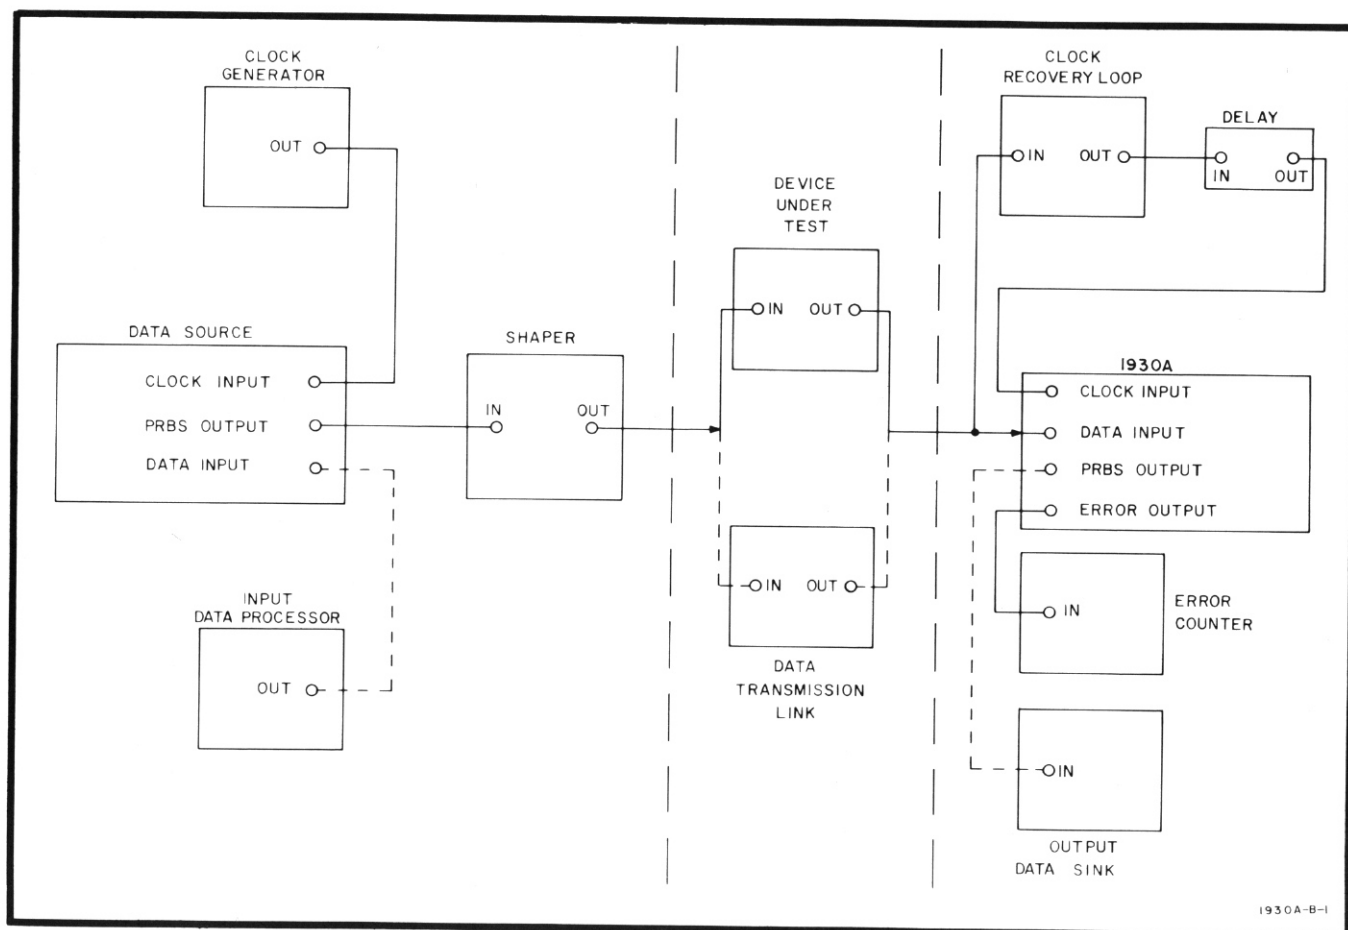 CLOCK
GENERATOR
OUT
DATA SOURCE
CLOCK INPUT
PRBS OUTPUT
DATA INPUT
INPUT
DATA PROCESSOR
OUT
SHAPER
IN
OUT
DEVICE
UNDER
TEST
IN OUT
IN OUT
DATA
TRANSMISSION
LINK
CLOCK
RECOVERY LOOP
IN OUT
DELAY
IN OUT
1930A
CLOCK INPUT
DATA INPUT
PRBS OUTPUT
ERROR OUTPUT
IN
ERROR
COUNTER
IN
OUTPUT
DATA SINK
1930A-B-1